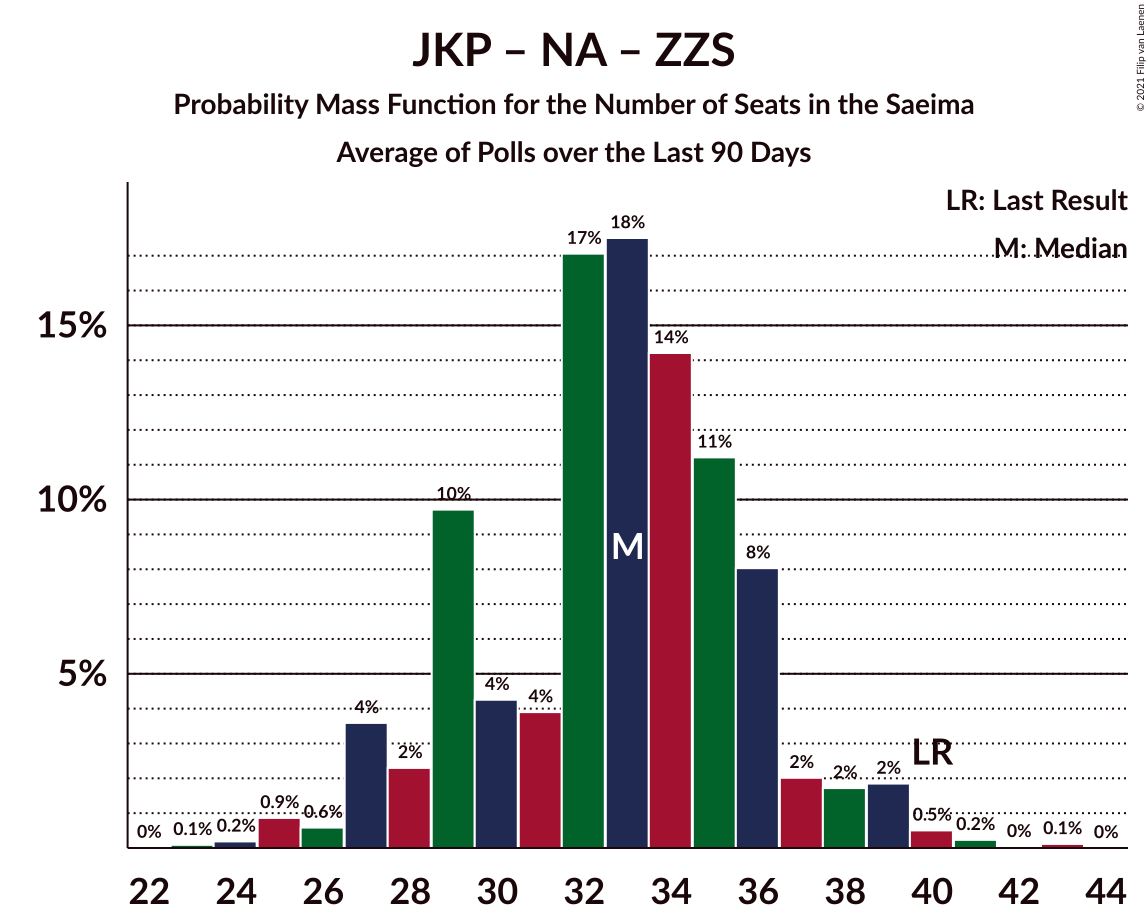 JKP – NA – ZZS
Probability Mass Function for the Number of Seats in the Saeima
Average of Polls over the Last 90 Days
© 2021 Filip van Laenen
LR: Last Result
M: Median
15%
10%
5%
0%
0.1%
0.2%
0.9%
0.6%
4%
2%
10%
4%
4%
17%
18%
14%
11%
8%
2%
2%
2%
0.5%
0.2%
0%
0.1%
0%
M
LR
22 24 26 28 30 32 34 36 38 40 42 44